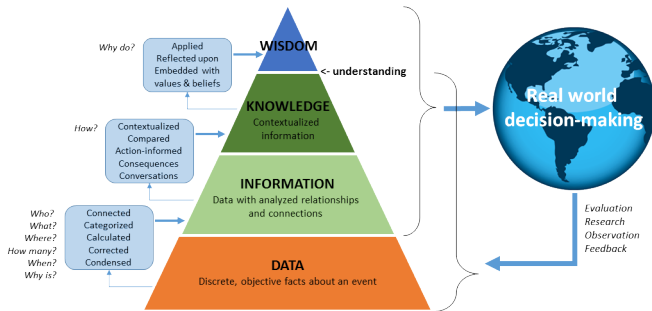 Why do?
Applied
Reflected upon
Embedded with
values & beliefs
WISDOM
<- understanding
How?
Contextualized
Compared
Action-informed
Consequences
Conversations
KNOWLEDGE
Contextualized
information
Real world
decision-making
Who?
What?
Where?
How many?
When?
Why is?
Connected
Categorized
Calculated
Corrected
Condensed
INFORMATION
Data with analyzed relationships
and connections
Evaluation
Research
Observation
Feedback
DATA
Discrete, objective facts about an event